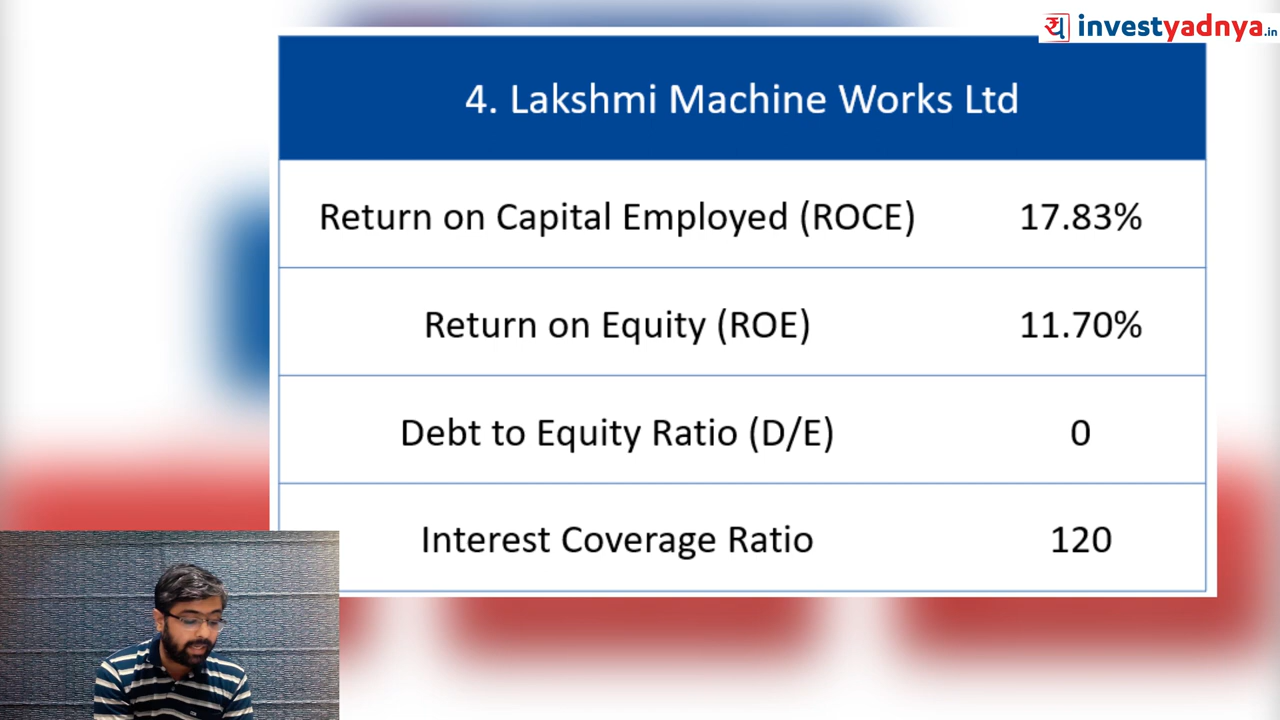 य investyadnya.in
4. Lakshmi Machine Works Ltd
Return on Capital Employed (ROCE) 17.83%
Return on Equity (ROE) 11.70%
Debt to Equity Ratio (D/E) 0
Interest Coverage Ratio 120